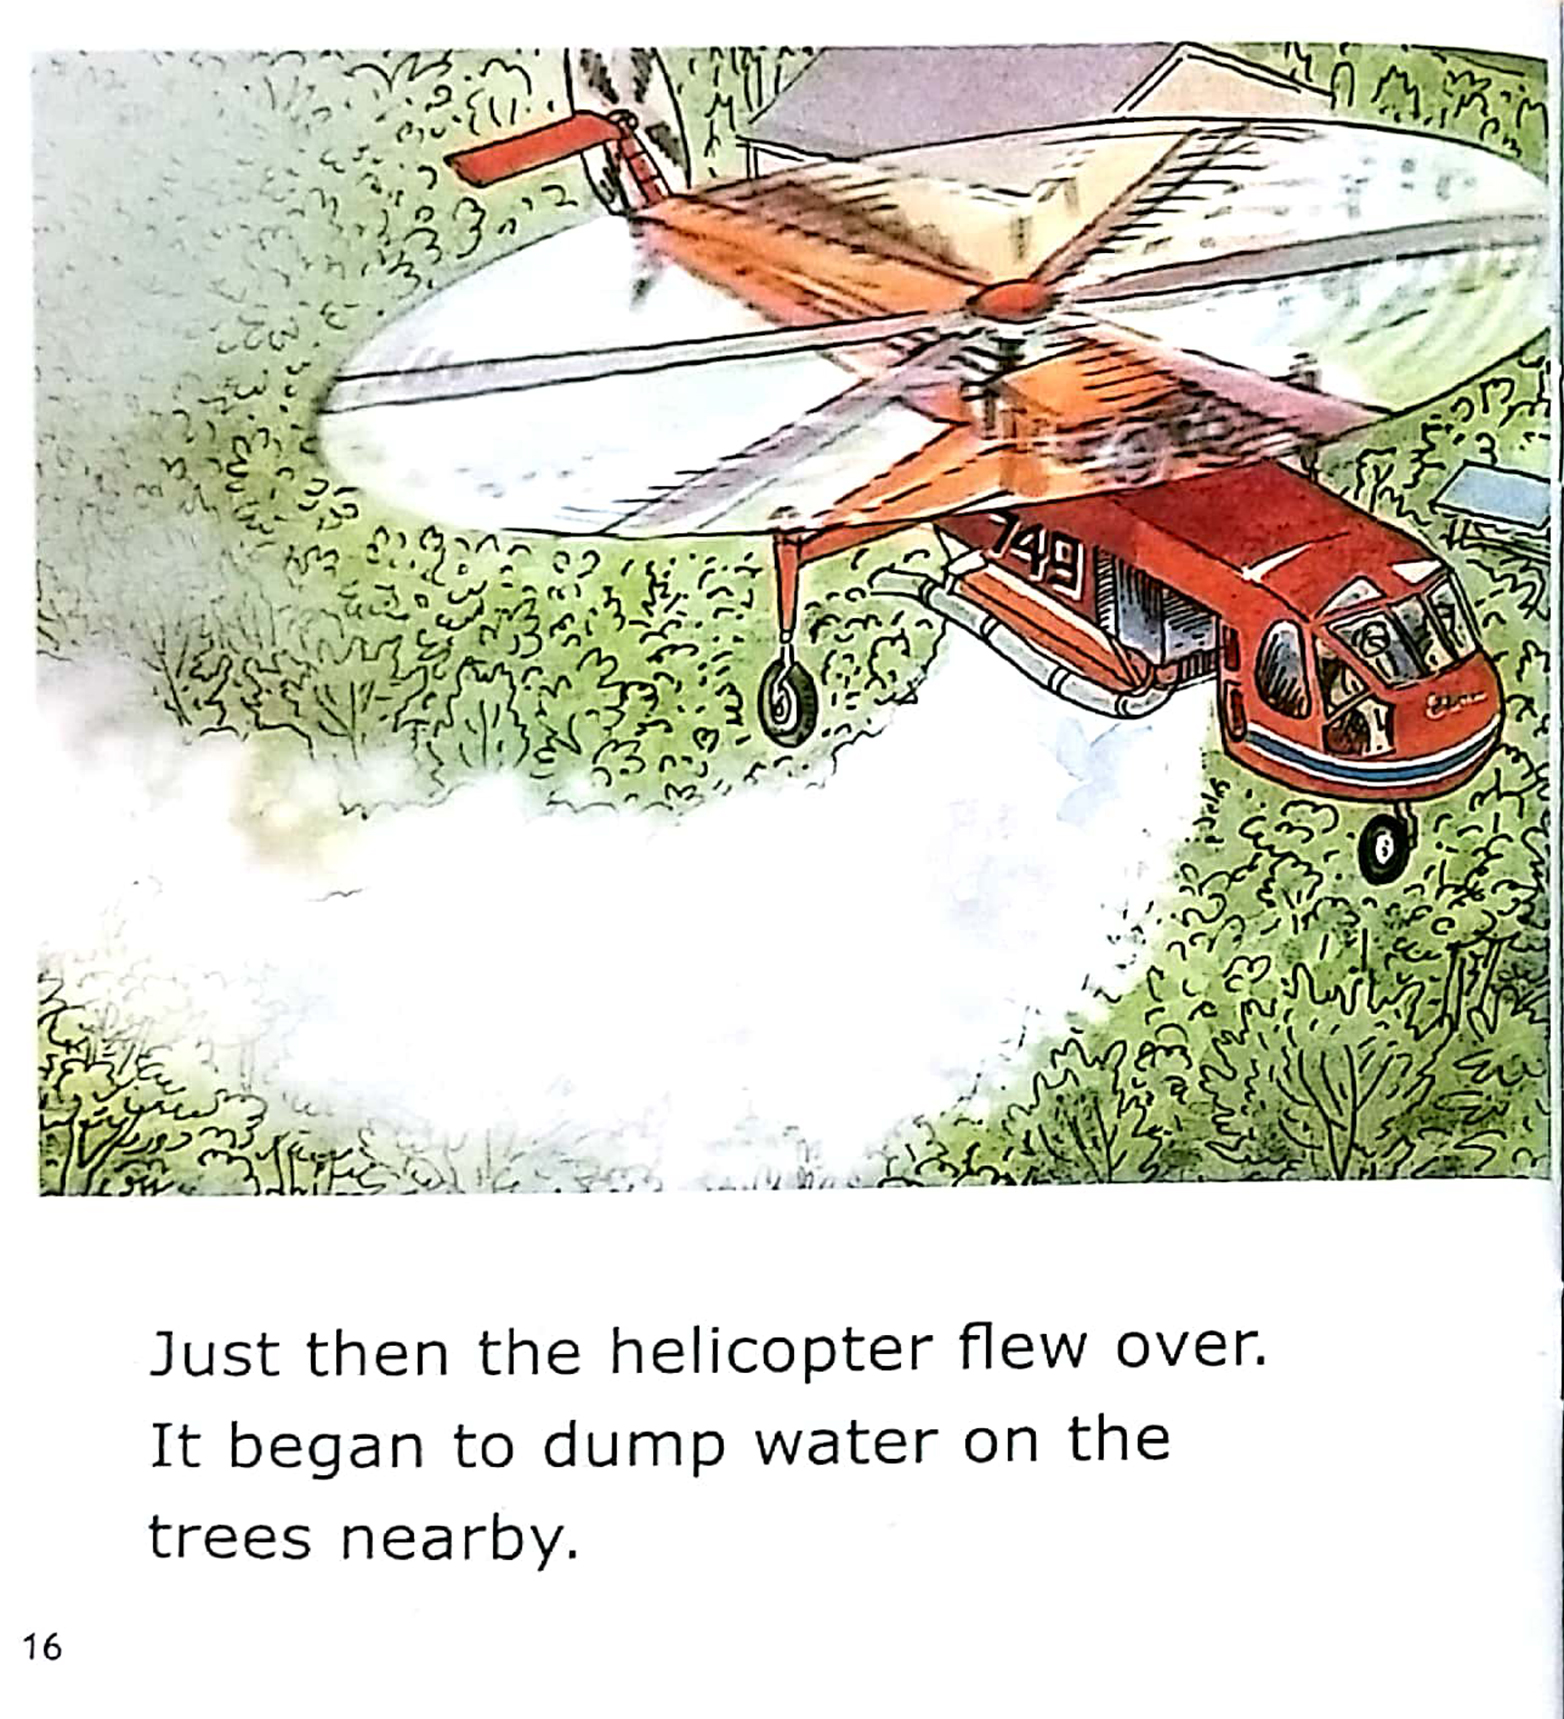 749
Just then the helicopter flew over.
It began to dump water on the
trees nearby.
16